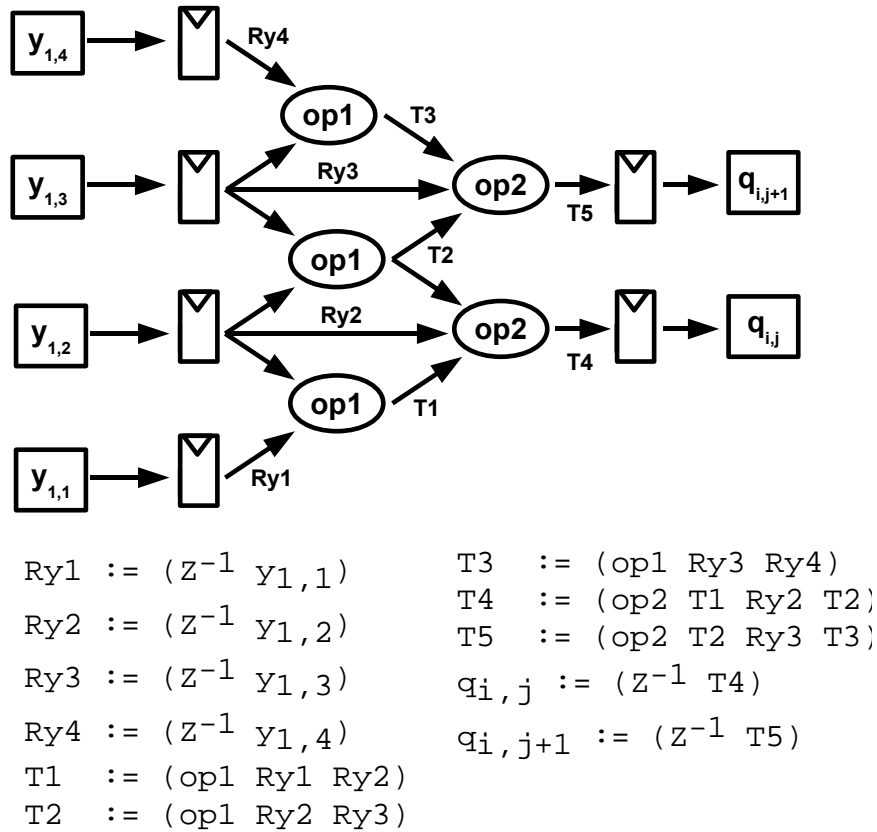 y1,4
Ry4
op1
T3
y1,3
Ry3
op2
T5
qi,j+1
op1
T2
y1,2
Ry2
op2
T4
qi,j
op1
T1
y1,1
Ry1
Ry1 := (Z-1 y1,1)
Ry2 := (Z-1 y1,2)
Ry3 := (Z-1 y1,3)
Ry4 := (Z-1 y1,4)
T1 := (op1 Ry1 Ry2)
T2 := (op1 Ry2 Ry3)
T3 := (op1 Ry3 Ry4)
T4 := (op2 T1 Ry2 T2)
T5 := (op2 T2 Ry3 T3)
qi,j := (Z-1 T4)
qi,j+1 := (Z-1 T5)